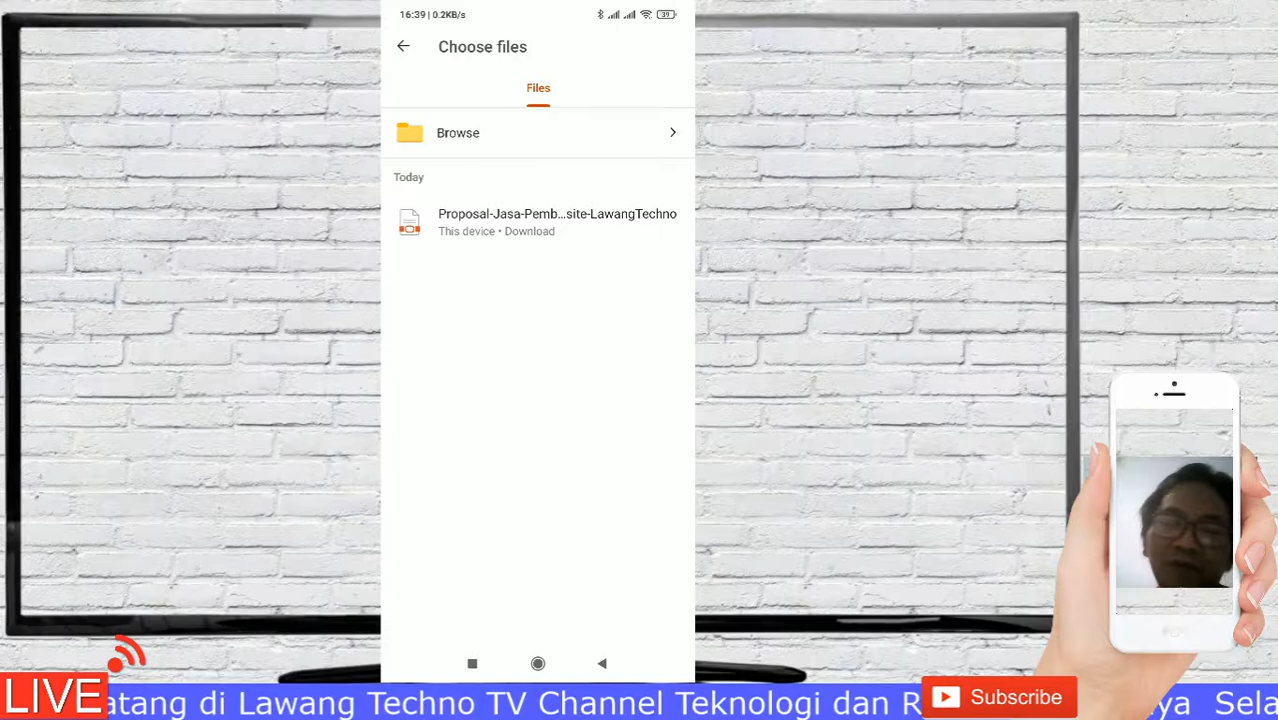 16:39 | 0.2KB/s
39
Choose files
Files
Browse
Today
Proposal-Jasa-Pemb...site-LawangTechno
This device • Download
LIVE
atang di Lawang Techno TV Channel Teknologi dan R
Subscribe
ya Sela